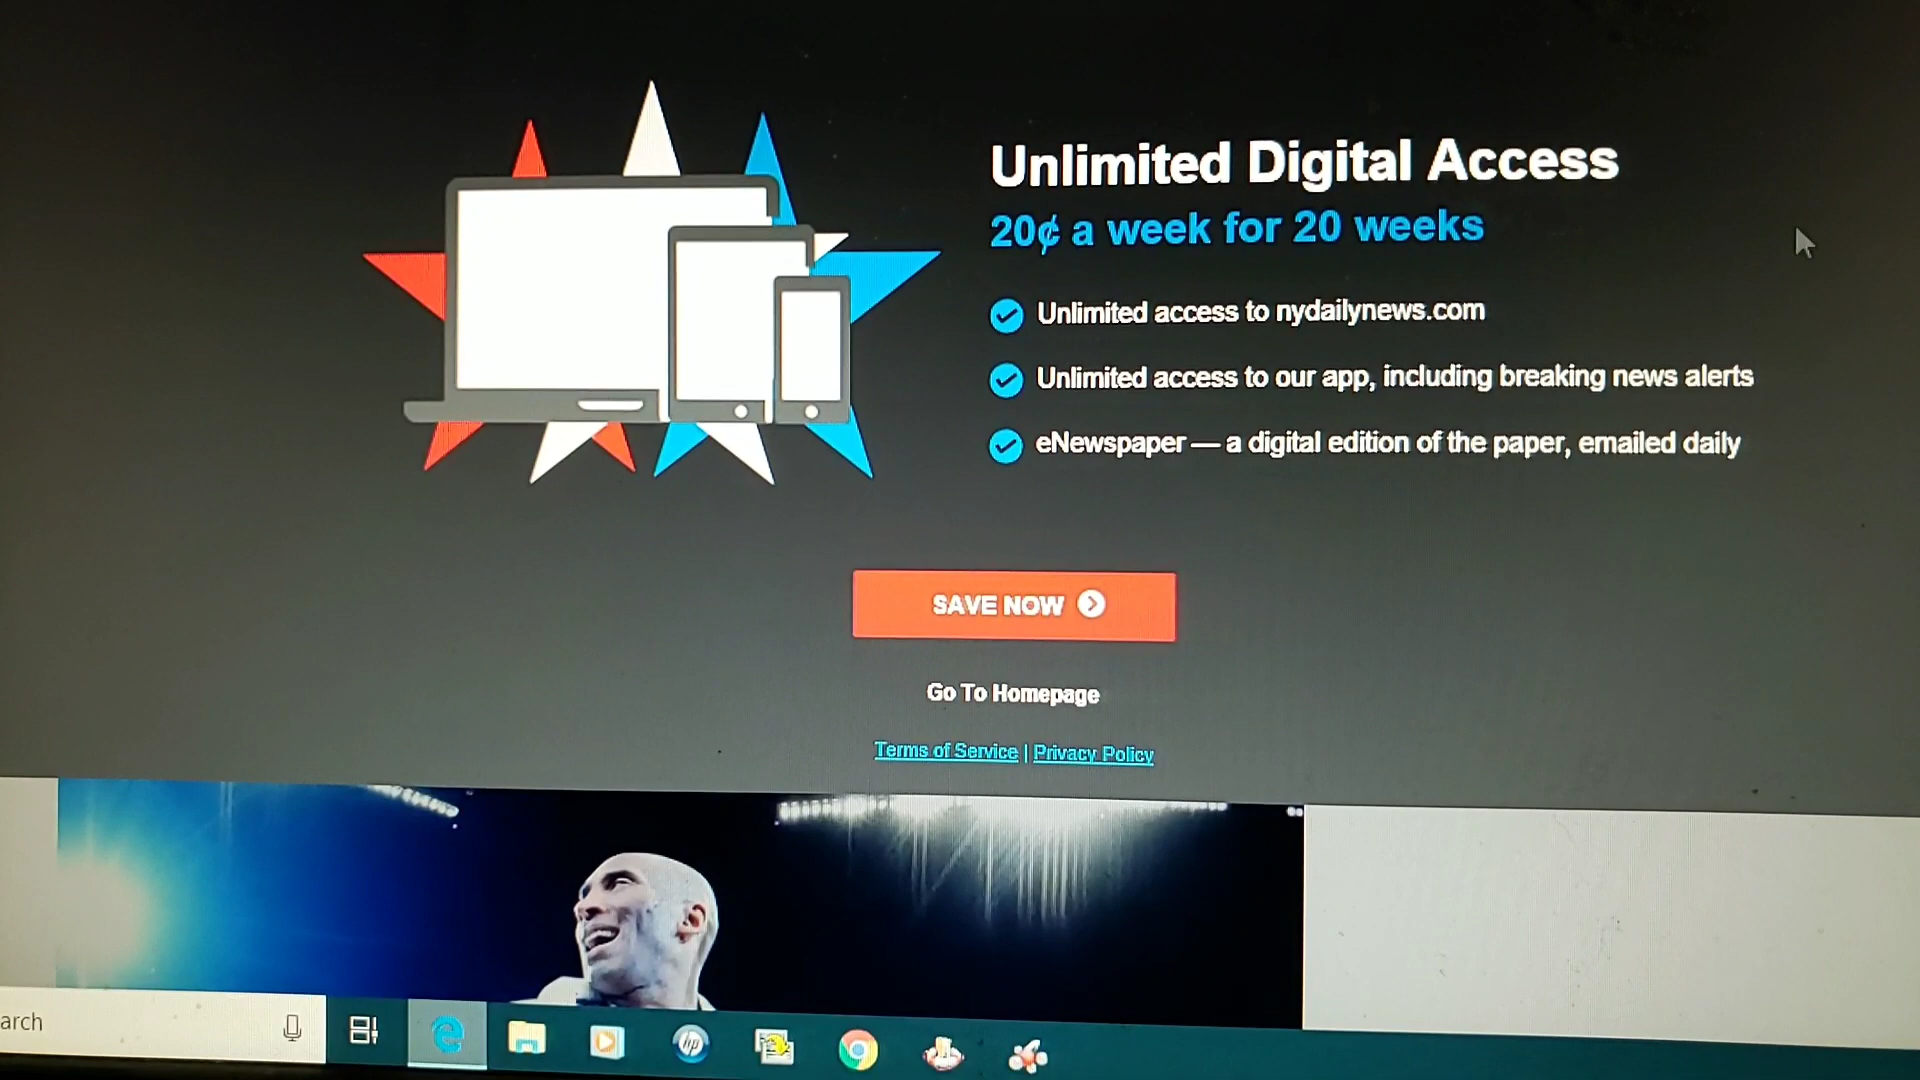 Unlimited Digital Access
20¢ a week for 20 weeks
Unlimited access to nydailynews.com
Unlimited access to our app, including breaking news alerts
eNewspaper — a digital edition of the paper, emailed daily
SAVE NOW
Go To Homepage
Terms of Service | Privacy Policy
arch
hp